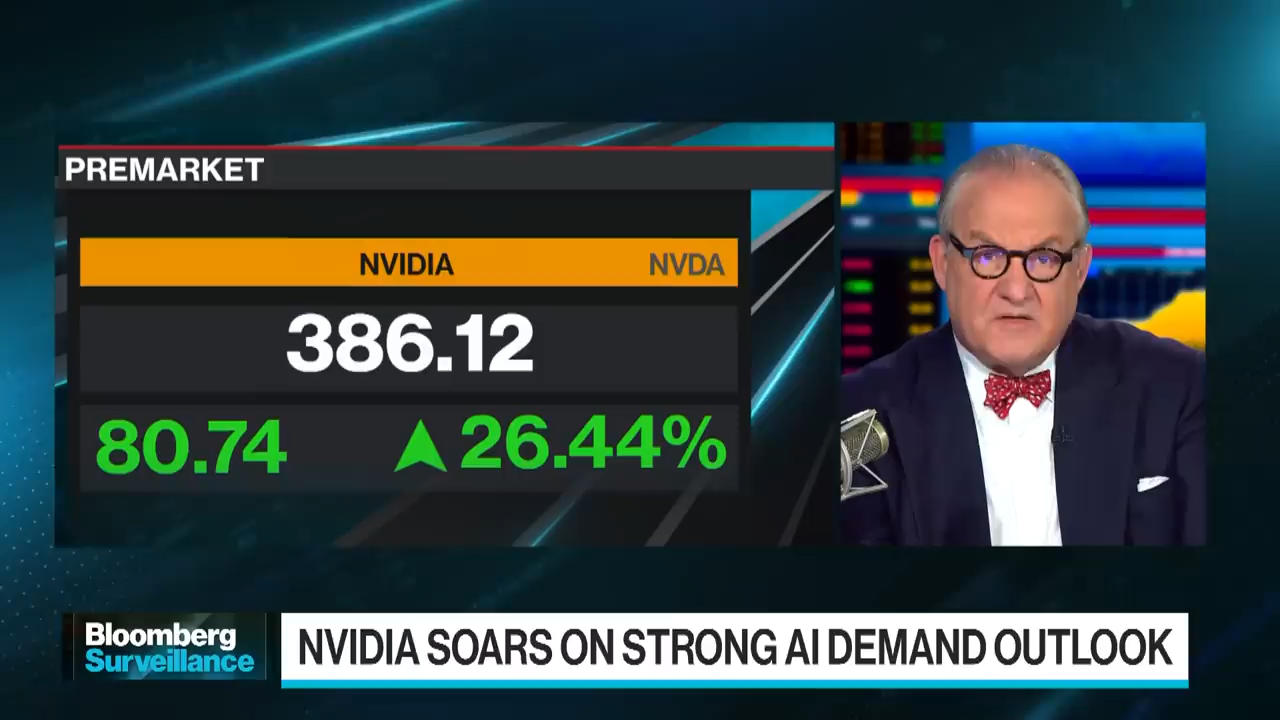 PREMARKET
NVIDIA NVDA
386.12
80.74 ▲26.44%
Bloomberg
Surveillance
NVIDIA SOARS ON STRONG AI DEMAND OUTLOOK